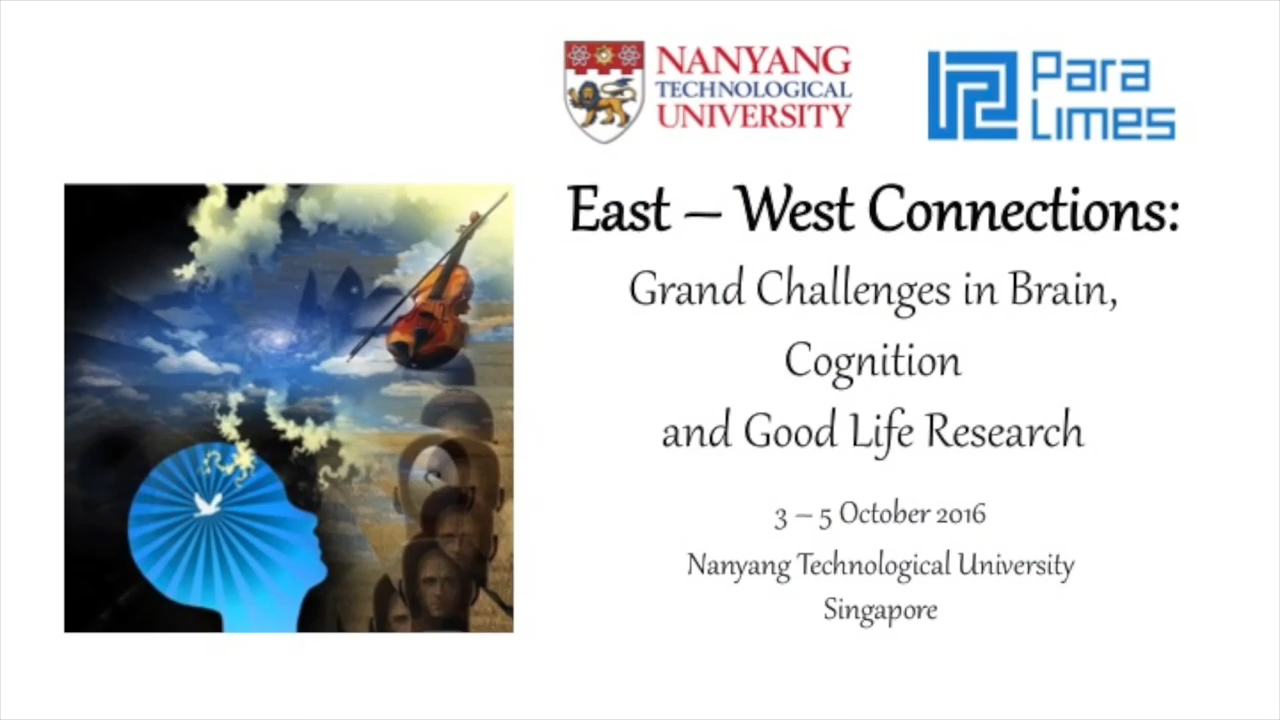 NANYANG
TECHNOLOGICAL
UNIVERSITY
Para
Limes
East – West Connections:
Grand Challenges in Brain,
Cognition
and Good Life Research
3 – 5 October 2016
Nanyang Technological University
Singapore